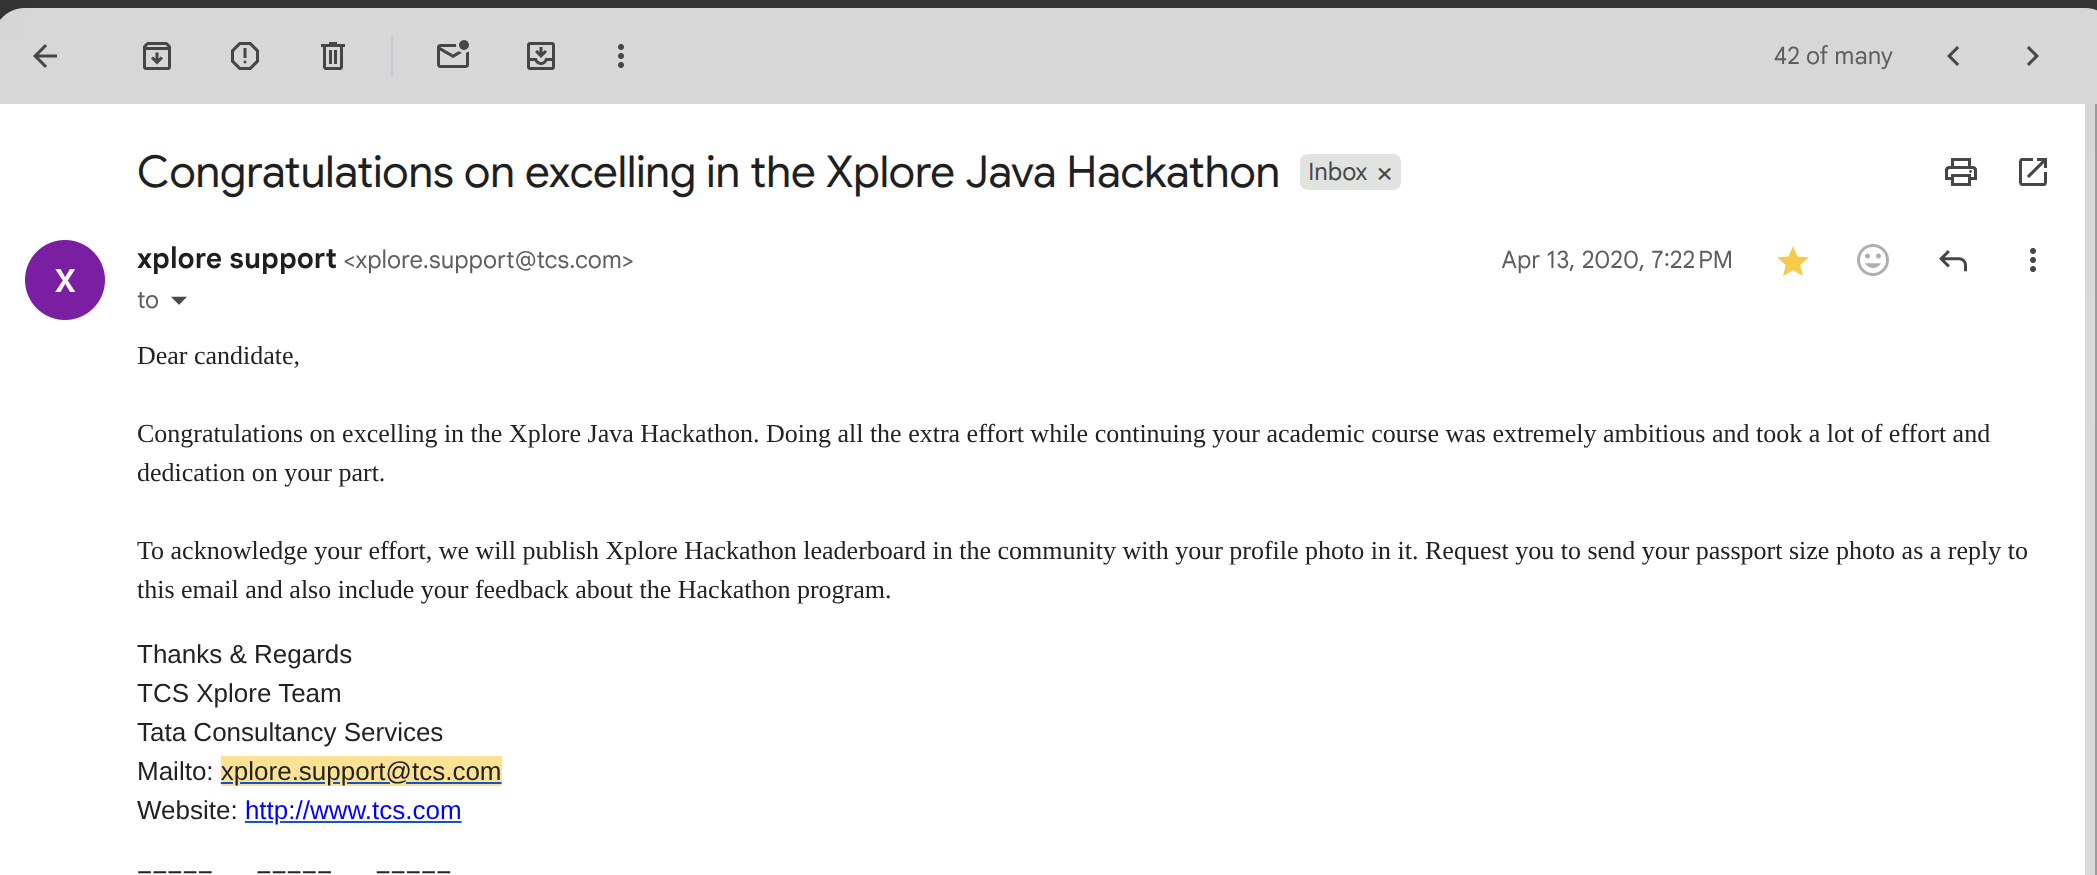 42 of many
Congratulations on excelling in the Xplore Java Hackathon Inbox ×
X
xplore support <xplore.support@tcs.com> Apr 13, 2020, 7:22 PM
to
Dear candidate,
Congratulations on excelling in the Xplore Java Hackathon. Doing all the extra effort while continuing your academic course was extremely ambitious and took a lot of effort and
dedication on your part.
To acknowledge your effort, we will publish Xplore Hackathon leaderboard in the community with your profile photo in it. Request you to send your passport size photo as a reply to
this email and also include your feedback about the Hackathon program.
Thanks & Regards
TCS Xplore Team
Tata Consultancy Services
Mailto: xplore.support@tcs.com
Website: http://www.tcs.com